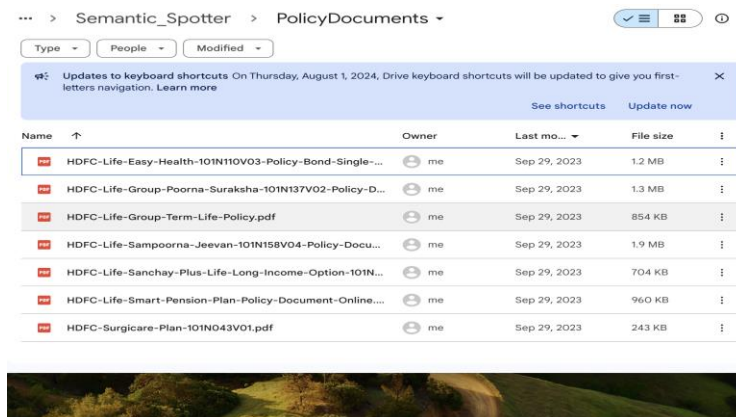 ... > Semantic_Spotter > PolicyDocuments
Type People Modified
Updates to keyboard shortcuts On Thursday, August 1, 2024, Drive keyboard shortcuts will be updated to give you first-
letters navigation. Learn more
See shortcuts Update now
Name Owner Last mo... File size
PDF HDFC-Life-Easy-Health-101N110V03-Policy-Bond-Single-... me Sep 29, 2023 1.2 MB
PDF HDFC-Life-Group-Poorna-Suraksha-101N137V02-Policy-D... me Sep 29, 2023 1.3 MB
PDF HDFC-Life-Group-Term-Life-Policy.pdf me Sep 29, 2023 854 KB
PDF HDFC-Life-Sampoorna-Jeevan-101N158V04-Policy-Docu... me Sep 29, 2023 1.9 MB
PDF HDFC-Life-Sanchay-Plus-Life-Long-Income-Option-101N... me Sep 29, 2023 704 KB
PDF HDFC-Life-Smart-Pension-Plan-Policy-Document-Online.... me Sep 29, 2023 960 KB
PDF HDFC-Surgicare-Plan-101N043V01.pdf me Sep 29, 2023 243 KB